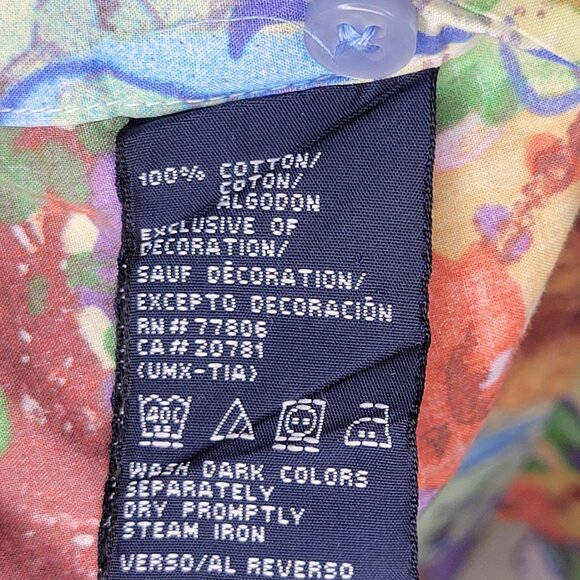 100% COTTON/
COTON/
ALGODON
EXCLUSIVE OF
DECORATION/
SAUF DÉCORATION/
EXCEPTO DECORACIÓN
RN# 77806
CA# 20781
(UMX-TIA)
40C
WASH DARK COLORS
SEPARATELY
DRY PROMPTLY
STEAM IRON
VERSO/AL REVERSO